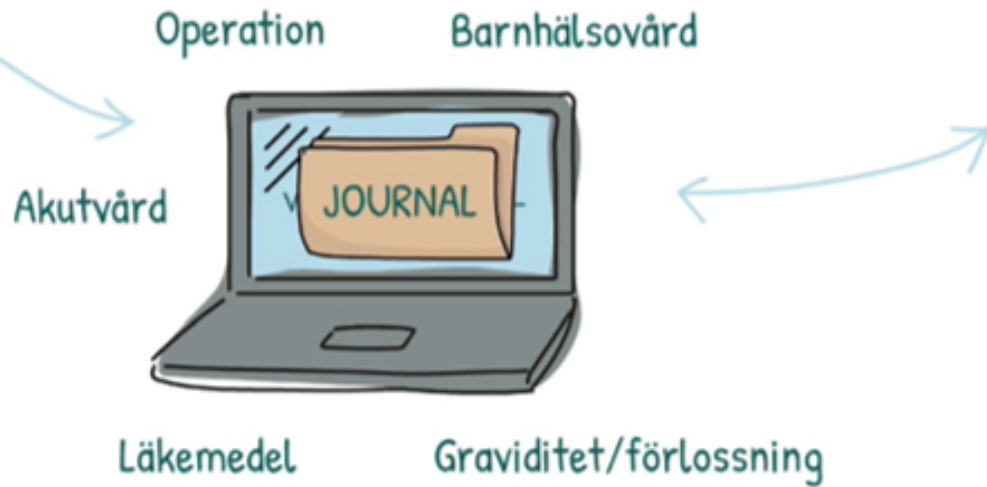 Operation
Barnhälsovård
Akutvård
JOURNAL
Läkemedel
Graviditet/förlossning